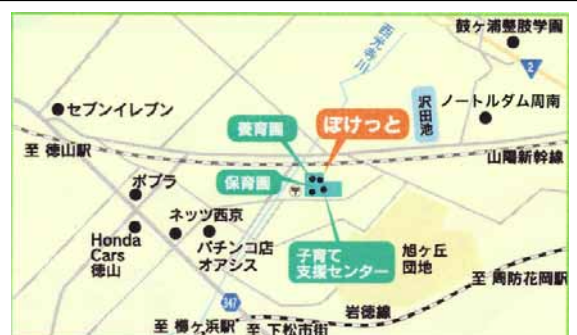 鼓ヶ浦整肢学園
2
西光寺川
沢田池
ノートルダム周南
セブンイレブン
養育園
ぽけっと
至 徳山駅
山陽新幹線
ポプラ
保育園
ネッツ西京
Honda
Cars
徳山
パチンコ店
オアシス
子育て
支援センター
旭ヶ丘
団地
至 周防花岡駅
347
岩徳線
至 櫛ヶ浜駅
至 下松市街